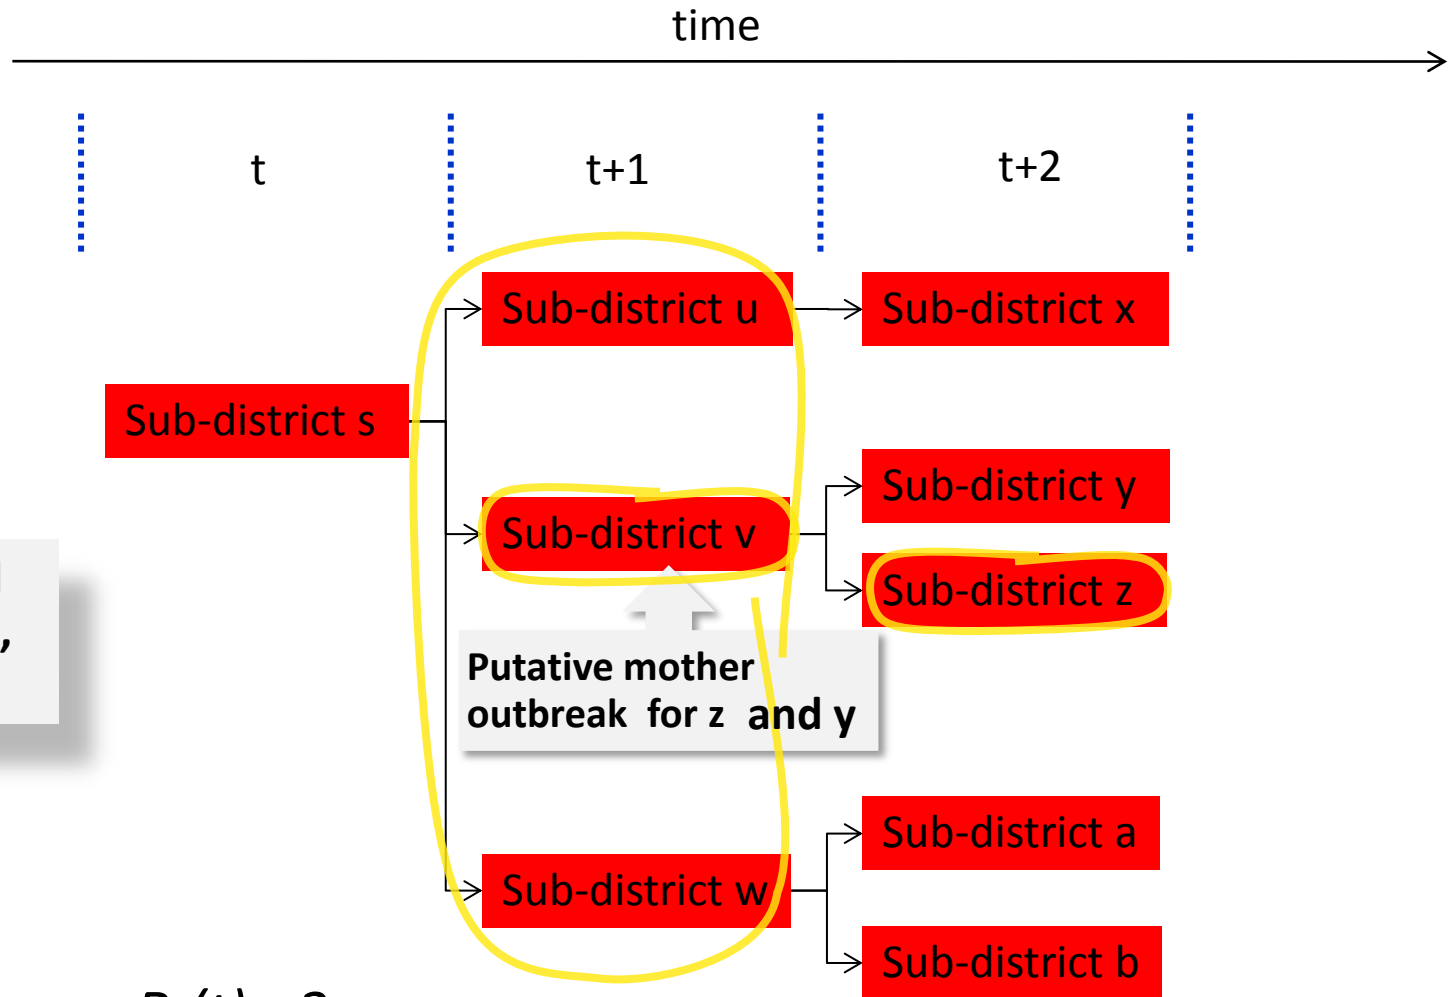 time
t
t+1
t+2
Sub-district u
Sub-district x
Sub-district s
Sub-district y
Sub-district v
Sub-district z
,
Putative mother
outbreak for z and y
Sub-district a
Sub-district w
Sub-district b